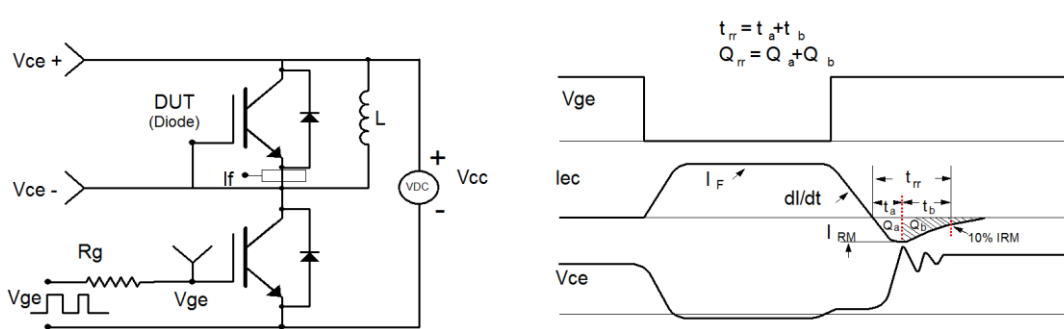 Vce +
DUT
(Diode)
L
If
Vce -
+
VDC
Vcc
-
Rg
Vge
Vge
t rr = t a + t b
Q rr = Q a + Q b
Vge
Iec
I F
dI/dt
t rr
t a
t b
Q a
Q b
I RM
10% IRM
Vce